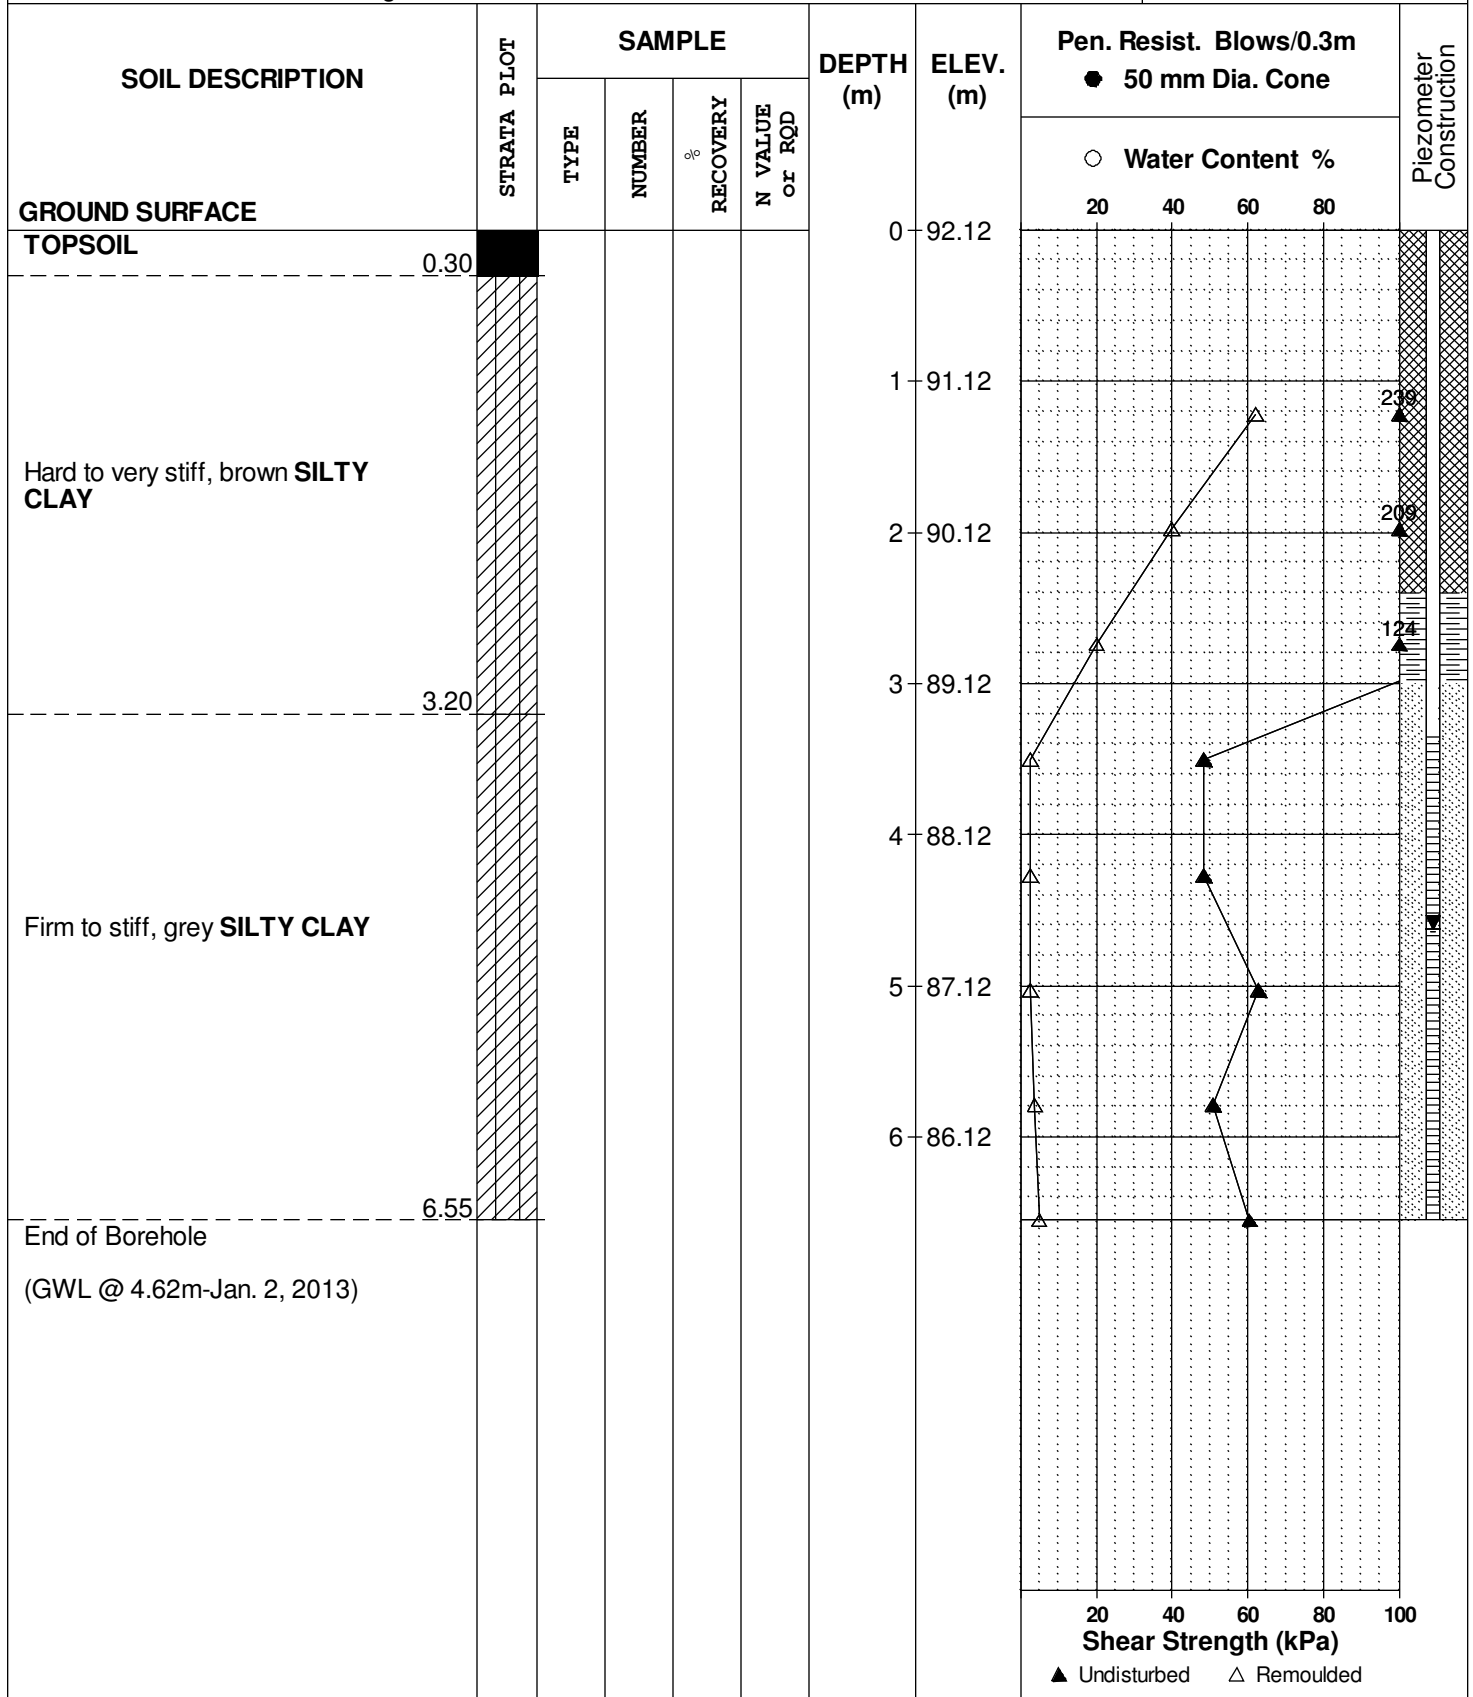 SOIL DESCRIPTION
STRATA PLOT
SAMPLE
TYPE
NUMBER
%
RECOVERY
N VALUE
or RQD
DEPTH
(m)
ELEV.
(m)
Pen. Resist. Blows/0.3m
● 50 mm Dia. Cone
○ Water Content %
20 40 60 80
Piezometer
Construction
GROUND SURFACE
TOPSOIL
0.30
0 92.12
1 91.12
239
Hard to very stiff, brown SILTY
CLAY
209
2 90.12
124
3 89.12
3.20
4 88.12
Firm to stiff, grey SILTY CLAY
5 87.12
6 86.12
6.55
End of Borehole
(GWL @ 4.62m-Jan. 2, 2013)
20 40 60 80 100
Shear Strength (kPa)
▲ Undisturbed △ Remoulded